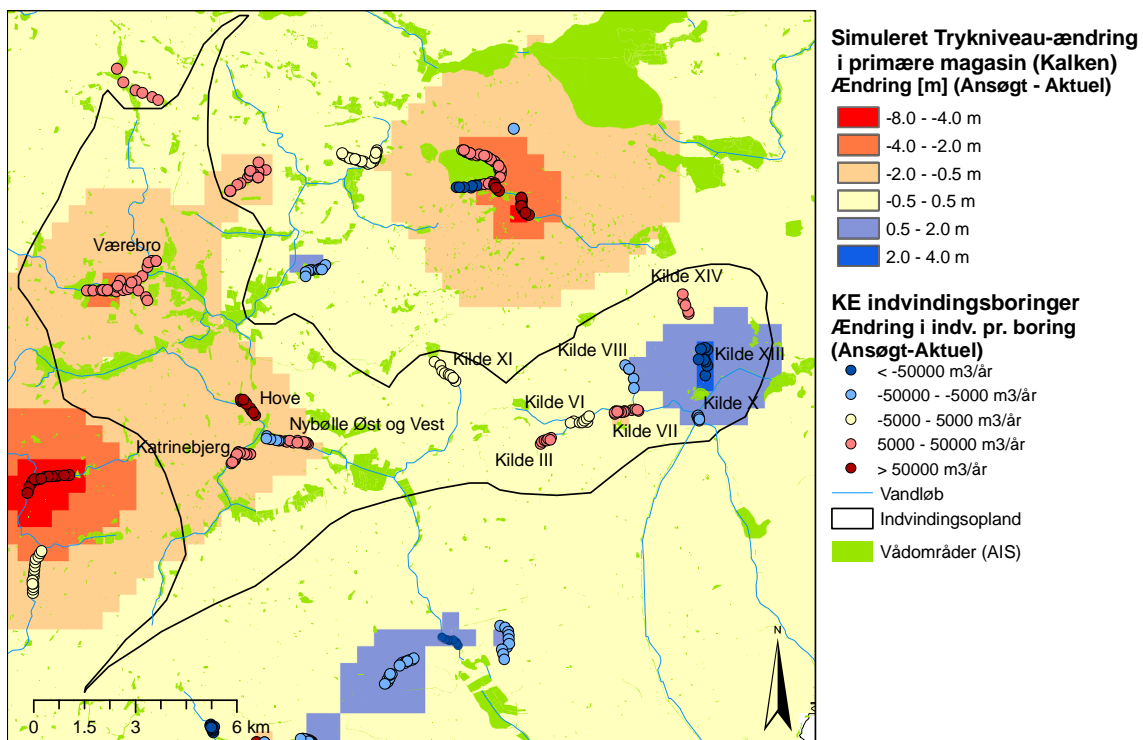 Værebro
Kilde XIV
Kilde XI
Kilde VIII
Kilde XIII
Hove
Kilde VI
Kilde X
Nybølle Øst og Vest
Kilde VII
Katrinebjerg
Kilde III
N
0 1.5 3 6 km
Simuleret Trykniveau-ændring
i primære magasin (Kalken)
Ændring [m] (Ansøgt - Aktuel)
-8.0 - -4.0 m
-4.0 - -2.0 m
-2.0 - -0.5 m
-0.5 - 0.5 m
0.5 - 2.0 m
2.0 - 4.0 m
KE indvindingsboringer
Ændring i indv. pr. boring
(Ansøgt-Aktuel)
< -50000 m3/år
-50000 - -5000 m3/år
-5000 - 5000 m3/år
5000 - 50000 m3/år
> 50000 m3/år
Vandløb
Indvindingsopland
Vådområder (AIS)